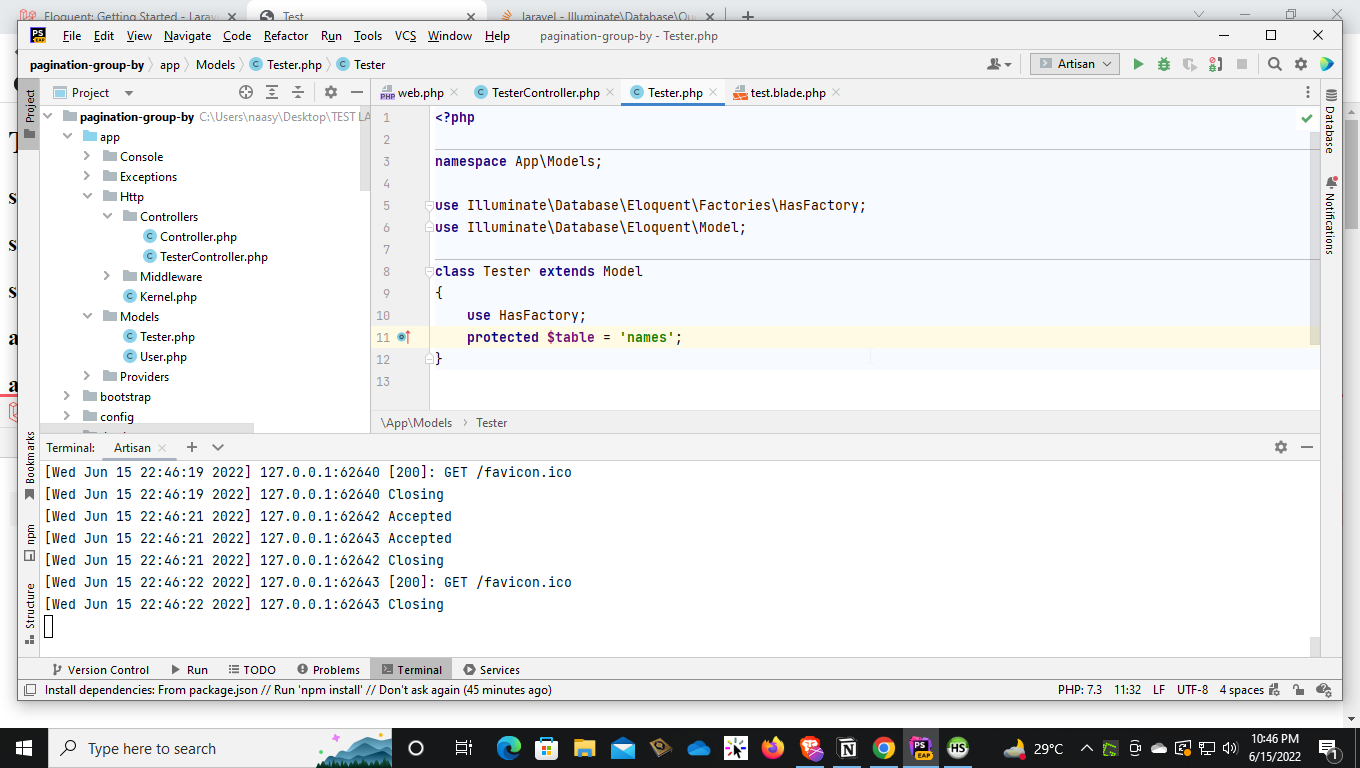 Eloquent: Getting Started - Larav
Test
laravel - Illuminate\Database\Qu
File Edit View Navigate Code Refactor Run Tools VCS Window Help pagination-group-by - Tester.php
pagination-group-by app Models Tester.php Tester
Artisan
Project
Project
web.php TesterController.php Tester.php test.blade.php
pagination-group-by C:\Users\naasy\Desktop\TEST LA
app
Console
Exceptions
Http
Controllers
Controller.php
TesterController.php
Middleware
Kernel.php
Models
Tester.php
User.php
Providers
bootstrap
config
1 <?php
2
3 namespace App\Models;
4
5 use Illuminate\Database\Eloquent\Factories\HasFactory;
6 use Illuminate\Database\Eloquent\Model;
7
8 class Tester extends Model
9 {
10 use HasFactory;
11 protected $table = 'names';
12 }
13
\App\Models Tester
Database
Notifications
Terminal: Artisan
[Wed Jun 15 22:46:19 2022] 127.0.0.1:62640 [200]: GET /favicon.ico
[Wed Jun 15 22:46:19 2022] 127.0.0.1:62640 Closing
[Wed Jun 15 22:46:21 2022] 127.0.0.1:62642 Accepted
[Wed Jun 15 22:46:21 2022] 127.0.0.1:62643 Accepted
[Wed Jun 15 22:46:21 2022] 127.0.0.1:62642 Closing
[Wed Jun 15 22:46:22 2022] 127.0.0.1:62643 [200]: GET /favicon.ico
[Wed Jun 15 22:46:22 2022] 127.0.0.1:62643 Closing
Bookmarks
npm
Structure
Version Control Run TODO Problems Terminal Services
Install dependencies: From package.json // Run 'npm install' // Don't ask again (45 minutes ago)
PHP: 7.3 11:32 LF UTF-8 4 spaces
Type here to search
29°C
10:46 PM
6/15/2022
1